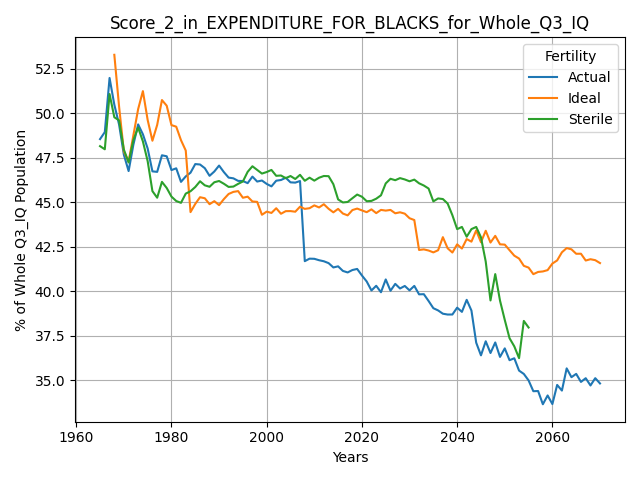 Score_2_in_EXPENDITURE_FOR_BLACKS_for_Whole_Q3_IQ
Fertility
Actual
Ideal
Sterile
% of Whole Q3_IQ Population
52.5
50.0
47.5
45.0
42.5
40.0
37.5
35.0
1960
1980
2000
2020
2040
2060
Years